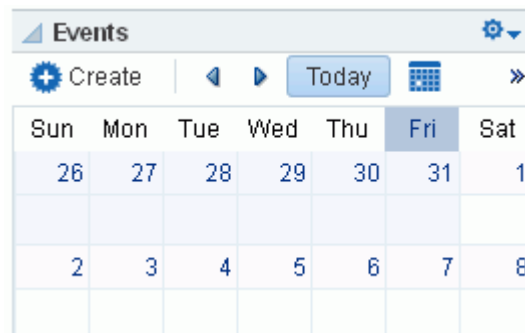 Events
Create Today
Sun Mon Tue Wed Thu Fri Sat
26 27 28 29 30 31 1
2 3 4 5 6 7 8